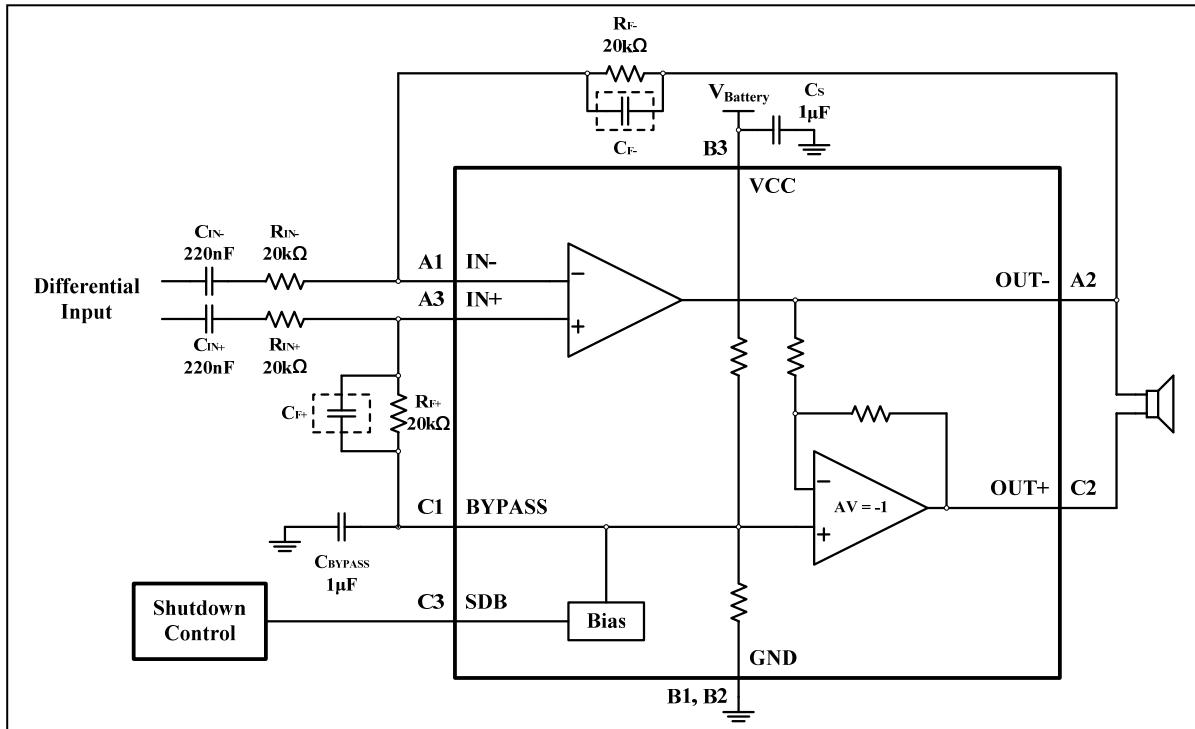 RF-
20kΩ
CF-
VBattery
CS
1μF
B3
VCC
CIN-
220nF
RIN-
20kΩ
Differential
Input
A1
IN-
A3
IN+
−
+
OUT-
A2
CIN+
220nF
RIN+
20kΩ
CF+
RF+
20kΩ
−
AV = -1
+
OUT+
C2
C1
BYPASS
CBYPASS
1μF
C3
SDB
Shutdown
Control
Bias
GND
B1, B2